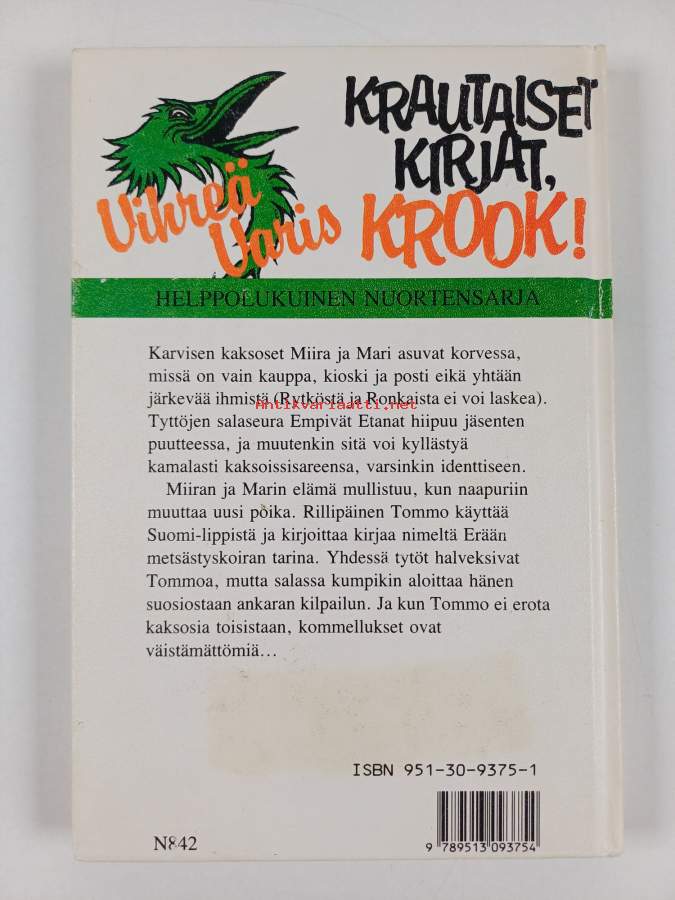 KRAUTAISET
KIRJAT,
Vihreä
Varis
KROOK!
HELPPOLUKUINEN NUORTENSARJA
Karvisen kaksoset Miira ja Mari asuvat korvessa,
missä on vain kauppa, kioski ja posti eikä yhtään
järkevää ihmistä (Rytköstä ja Ronkaista ei voi laskea).
Antikvariaatti.net
Tyttöjen salaseura Empivät Etanat hiipuu jäsenten
puutteessa, ja muutenkin sitä voi kyllästyä
kamalasti kaksoissisareensa, varsinkin identtiseen.
Miiran ja Marin elämä mullistuu, kun naapuriin
muuttaa uusi poika. Rillipäinen Tommo käyttää
Suomi-lippistä ja kirjoittaa kirjaa nimeltä Erään
metsästyskoiran tarina. Yhdessä tytöt halveksivat
Tommoa, mutta salassa kumpikin aloittaa hänen
suosiostaan ankaran kilpailun. Ja kun Tommo ei erota
kaksosia toisistaan, kommellukset ovat
väistämättömiä...
ISBN 951-30-9375-1
N842
9 789513 093754